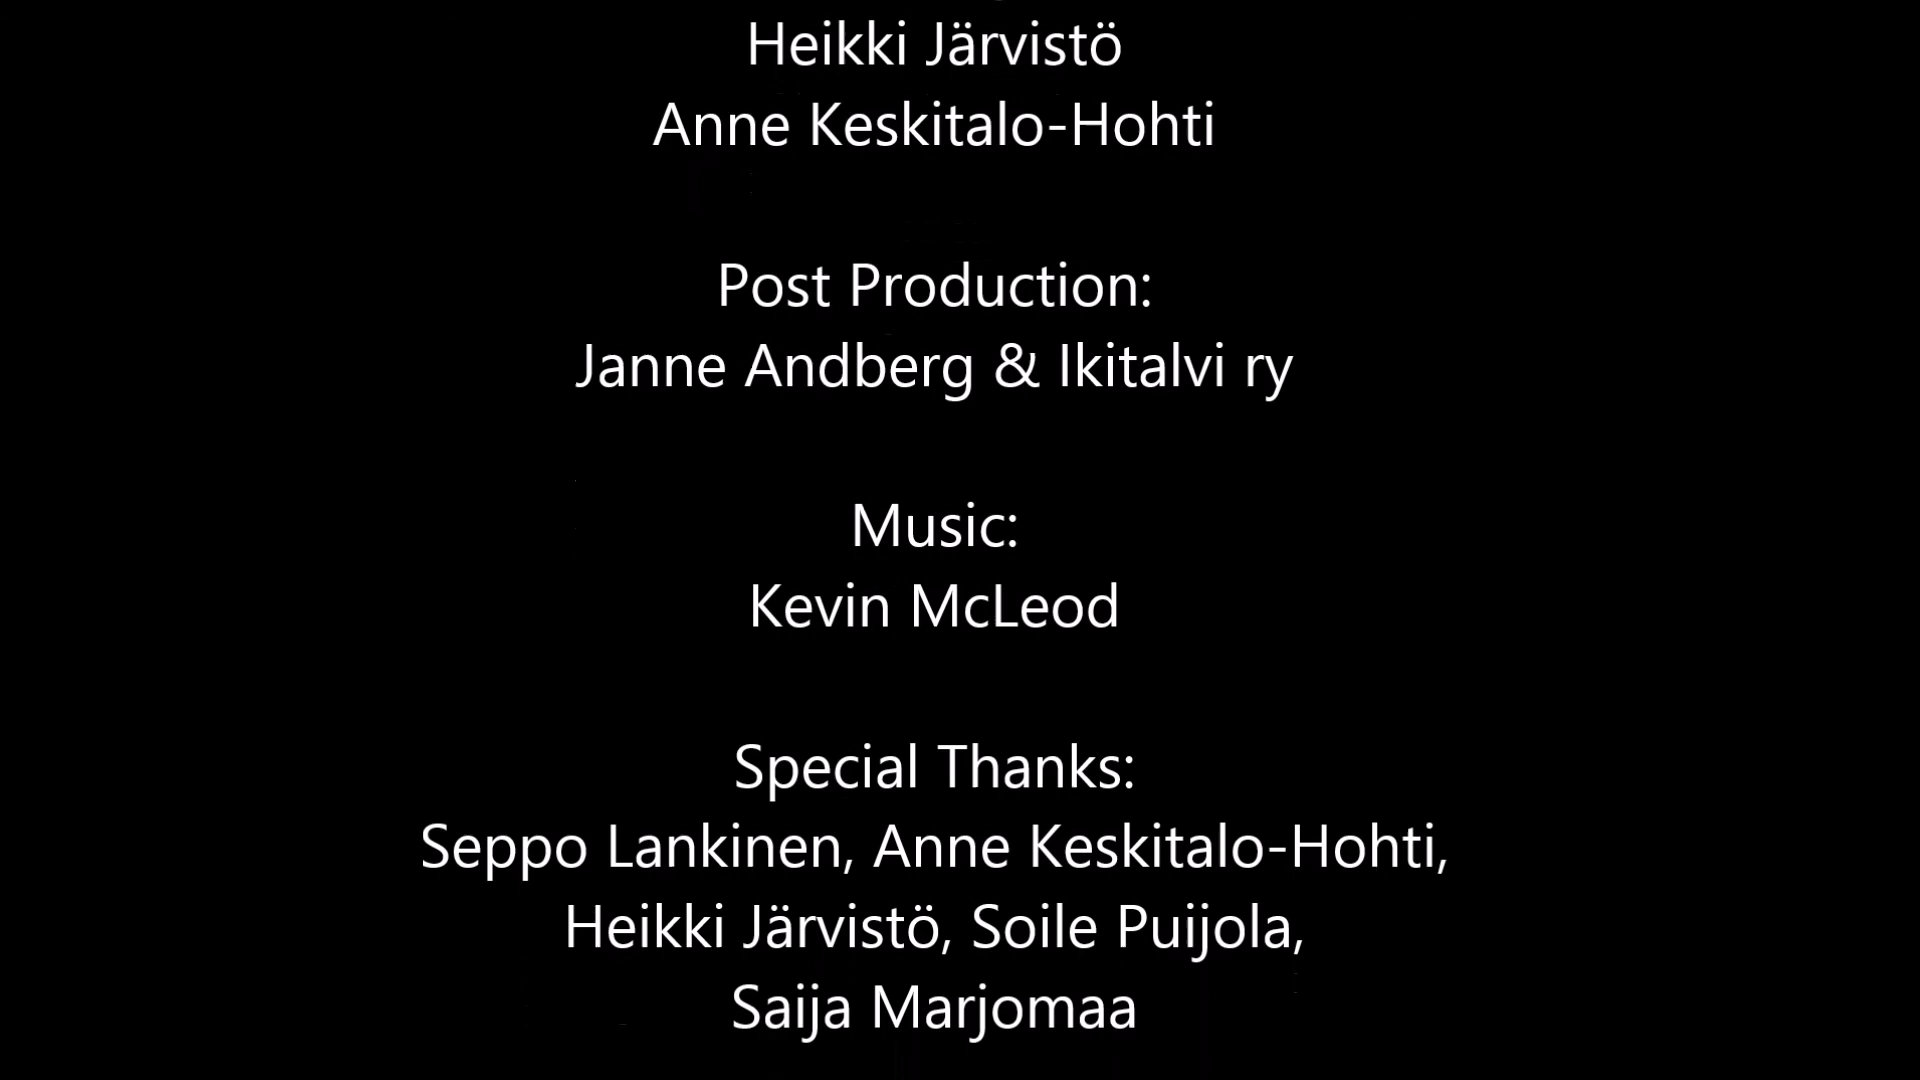 Heikki Järvistö
Anne Keskitalo-Hohti
Post Production:
Janne Andberg & Ikitalvi ry
Music:
Kevin McLeod
Special Thanks:
Seppo Lankinen, Anne Keskitalo-Hohti,
Heikki Järvistö, Soile Puijola,
Saija Marjomaa